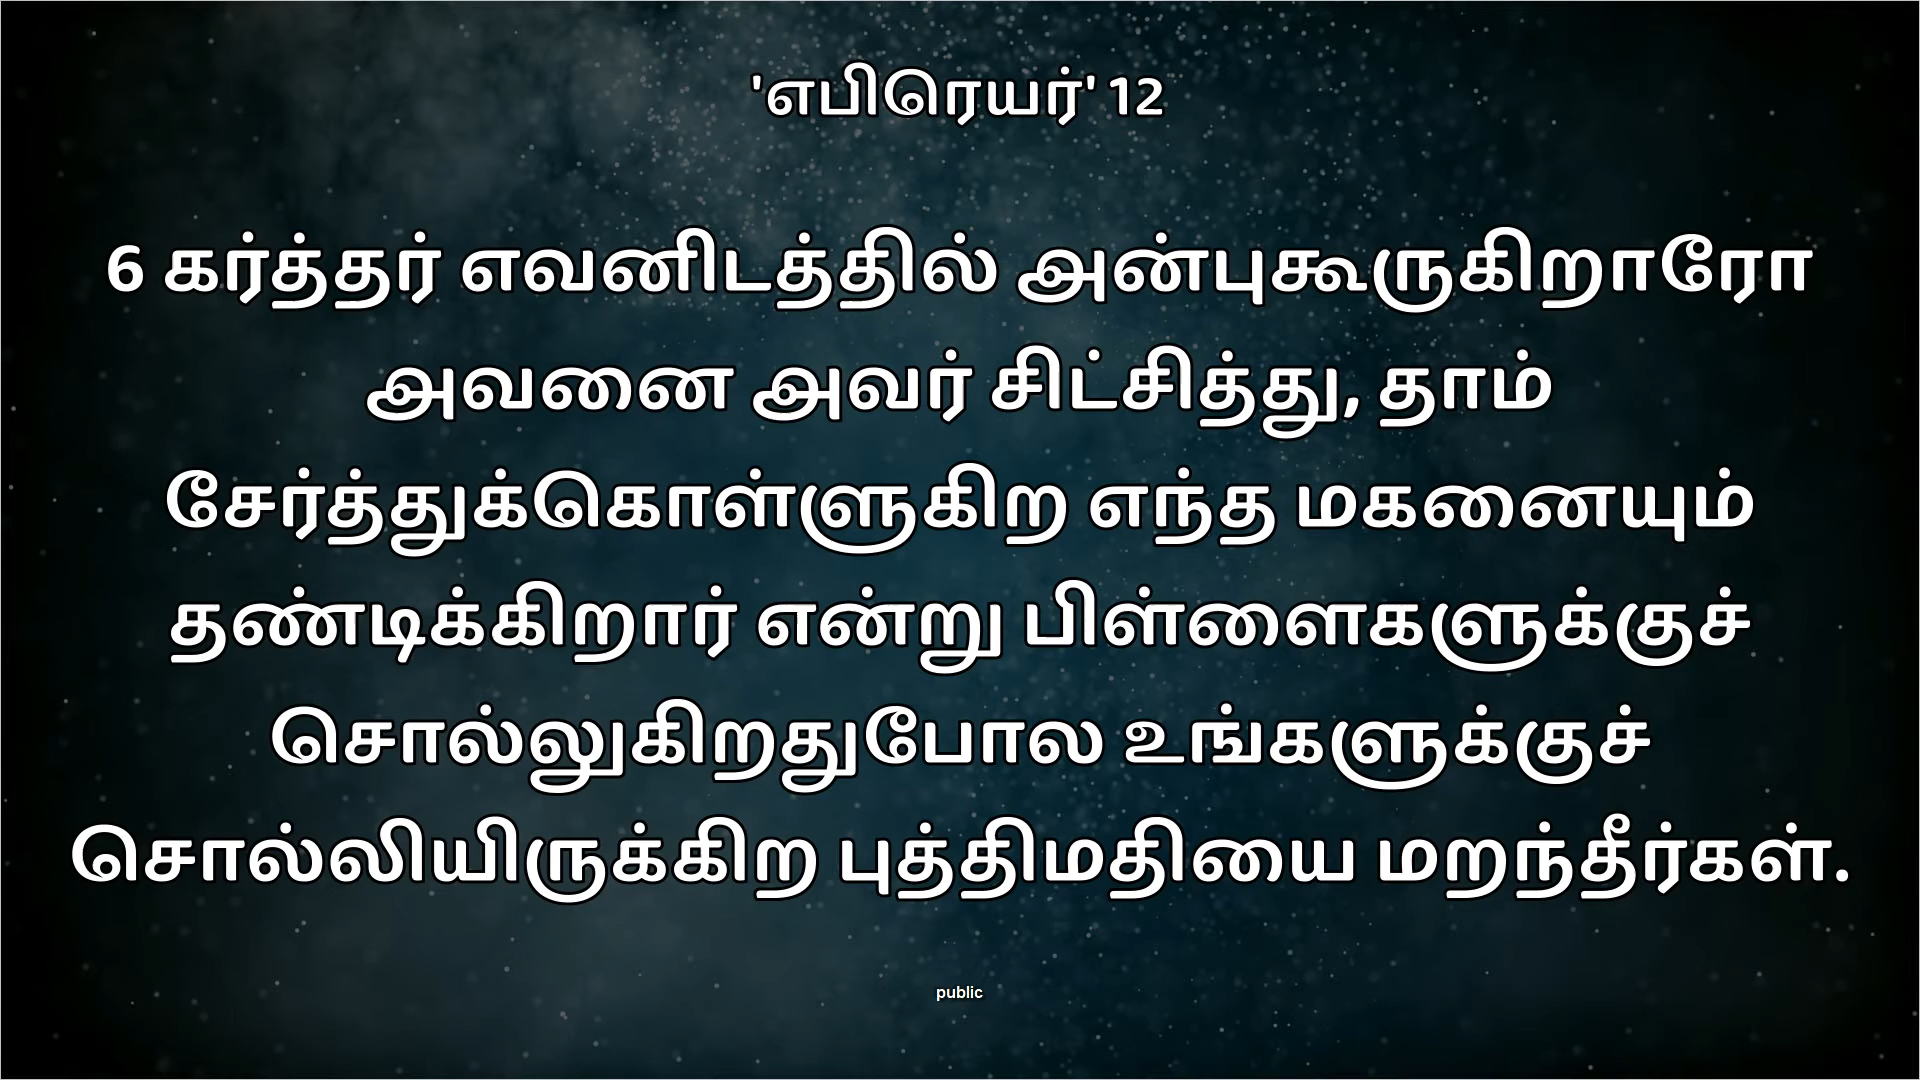 'எபிரெயர்' 12
6 கர்த்தர் எவனிடத்தில் அன்புகூருகிறாரோ
அவனை அவர் சிட்சித்து, தாம்
சேர்த்துக்கொள்ளுகிற எந்த மகனையும்
தண்டிக்கிறார் என்று பிள்ளைகளுக்குச்
சொல்லுகிறதுபோல உங்களுக்குச்
சொல்லியிருக்கிற புத்திமதியை மறந்தீர்கள்.
public